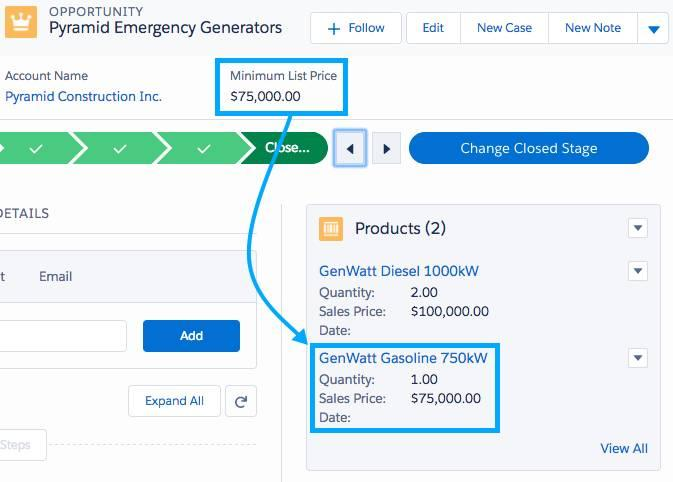 OPPORTUNITY
Pyramid Emergency Generators
+ Follow
Edit
New Case
New Note
Account Name
Minimum List Price
Pyramid Construction Inc.
$75,000.00
Close...
Change Closed Stage
DETAILS
Products (2)
t
Email
GenWatt Diesel 1000kW
Quantity: 2.00
Sales Price: $100,000.00
Date:
Add
GenWatt Gasoline 750kW
Quantity: 1.00
Sales Price: $75,000.00
Date:
Expand All
Steps
View All